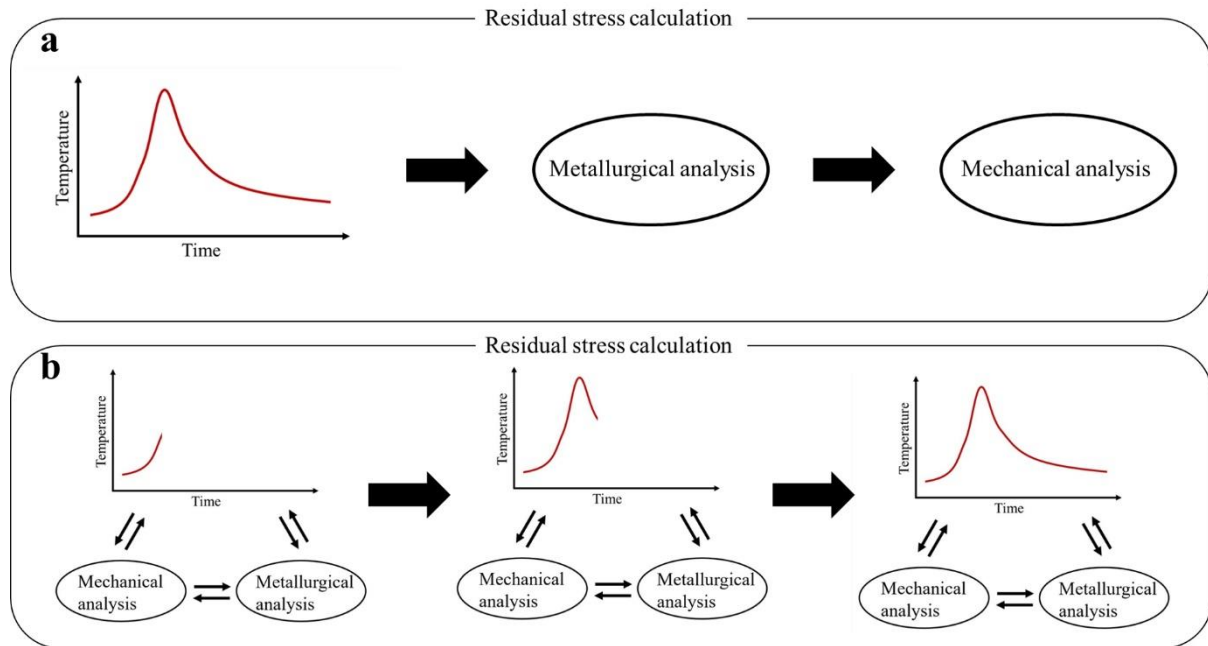 Residual stress calculation
a
Temperature
Time
Metallurgical analysis
Mechanical analysis
Residual stress calculation
b
Temperature
Time
Mechanical
analysis
Metallurgical
analysis
Temperature
Time
Mechanical
analysis
Metallurgical
analysis
Temperature
Time
Mechanical
analysis
Metallurgical
analysis